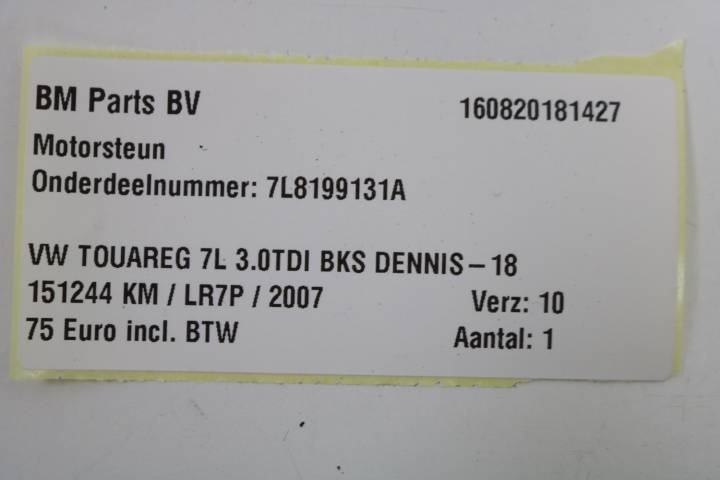 BM Parts BV 160820181427
Motorsteun
Onderdeelnummer: 7L8199131A
VW TOUAREG 7L 3.0TDI BKS DENNIS-18
151244 KM / LR7P / 2007 Verz: 10
75 Euro incl. BTW Aantal: 1